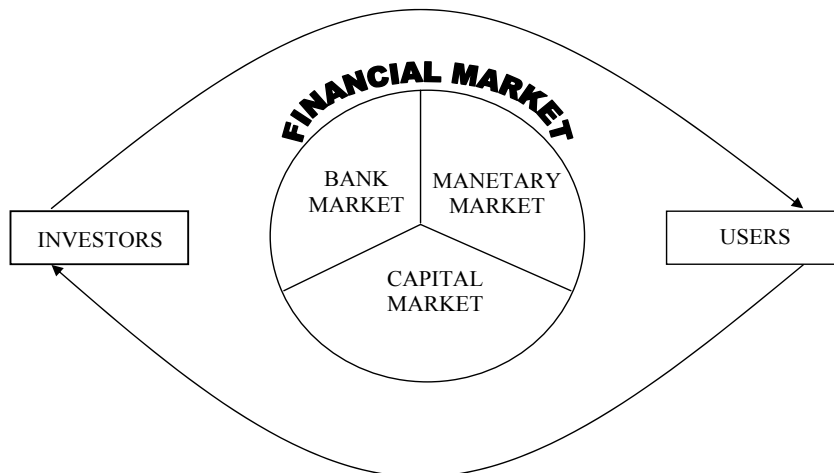 FINANCIAL MARKET
BANK
MARKET
MANETARY
MARKET
INVESTORS
USERS
CAPITAL
MARKET